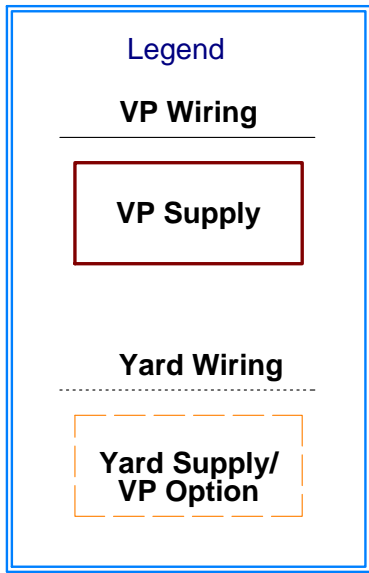 Legend
VP Wiring
VP Supply
Yard Wiring
Yard Supply/
VP Option